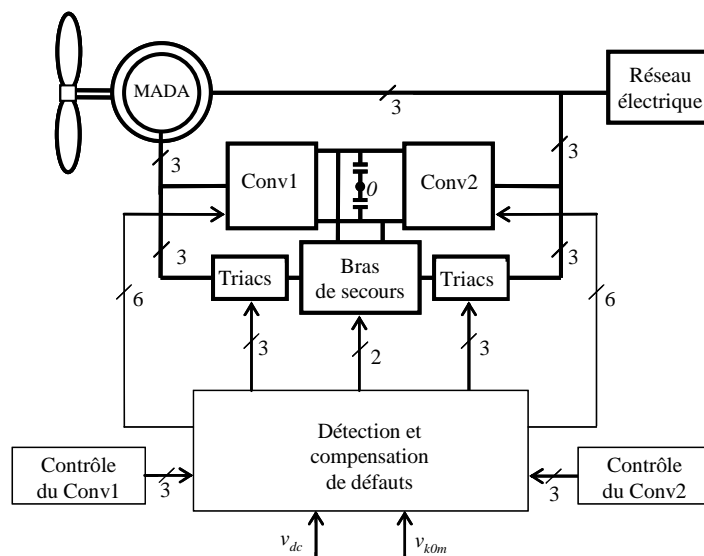 MADA
Réseau
électrique
3
3
3
Conv1
0
Conv2
3
3
Triacs
Bras
de secours
Triacs
6
6
3
2
3
Détection et
compensation
de défauts
Contrôle
du Conv1
3
3
Contrôle
du Conv2
v_dc
v_k0m